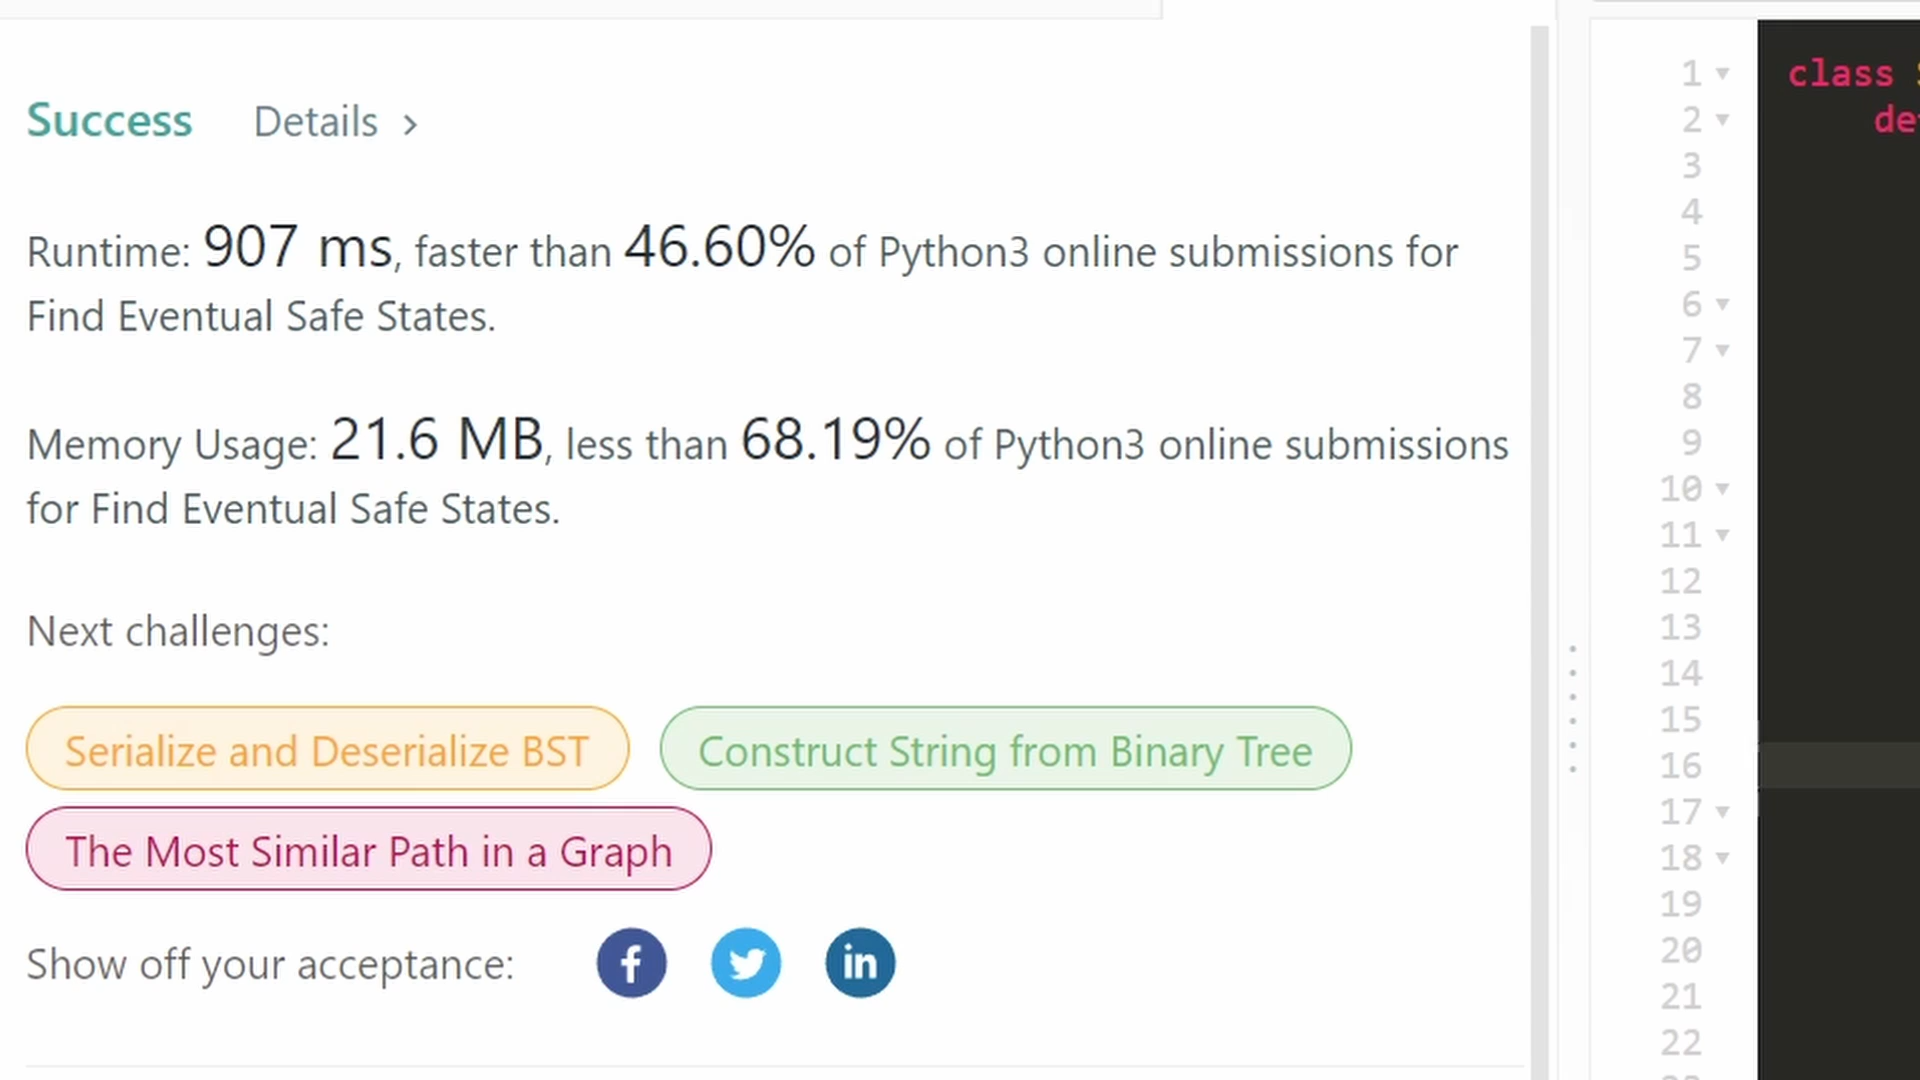 Success Details >
Runtime: 907 ms, faster than 46.60% of Python3 online submissions for
Find Eventual Safe States.
Memory Usage: 21.6 MB, less than 68.19% of Python3 online submissions
for Find Eventual Safe States.
Next challenges:
Serialize and Deserialize BST
Construct String from Binary Tree
The Most Similar Path in a Graph
Show off your acceptance:
f
in
1 class
2
3
4
5
6
7
8
9
10
11
12
13
14
15
16
17
18
19
20
21
22